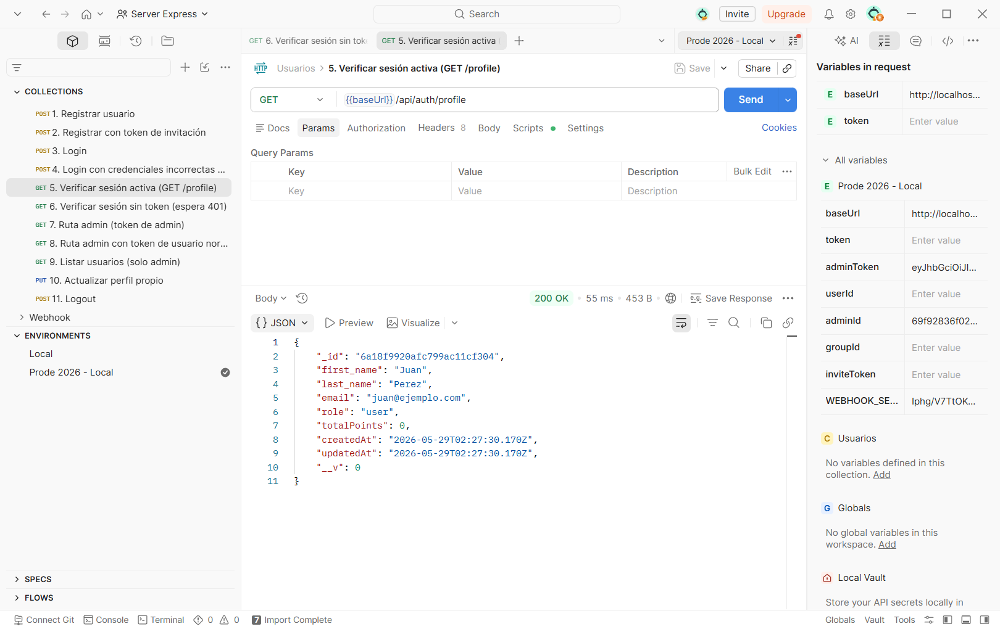 Server Express
Search
Invite
Upgrade
GET 6. Verificar sesión sin
GET 5. Verificar sesión activa
Prode 2026 - Local
AI
HTTP Usuarios > 5. Verificar sesión activa (GET /profile)
Save
Share
GET
{{baseUrl}} /api/auth/profile
Send
Docs
Params
Authorization
Headers 8
Body
Scripts
Settings
Cookies
Query Params
Key Value Description Bulk Edit
Key Value Description
COLLECTIONS
POST 1. Registrar usuario
POST 2. Registrar con token de invitación
POST 3. Login
POST 4. Login con credenciales incorrectas ...
GET 5. Verificar sesión activa (GET /profile)
GET 6. Verificar sesión sin token (espera 401)
GET 7. Ruta admin (token de admin)
GET 8. Ruta admin con token de usuario nor...
GET 9. Listar usuarios (solo admin)
PUT 10. Actualizar perfil propio
POST 11. Logout
Webhook
ENVIRONMENTS
Local
Prode 2026 - Local
SPECS
FLOWS
Body
200 OK • 55 ms • 453 B •
e.g. Save Response
{} JSON
Preview
Visualize
1 {
2 "_id": "6a18f9920afc799ac11cf304",
3 "first_name": "Juan",
4 "last_name": "Perez",
5 "email": "juan@ejemplo.com",
6 "role": "user",
7 "totalPoints": 0,
8 "createdAt": "2026-05-29T02:27:30.170Z",
9 "updatedAt": "2026-05-29T02:27:30.170Z",
10 "__v": 0
11 }
Variables in request
E baseUrl http://localhos...
E token Enter value
All variables
E Prode 2026 - Local
baseUrl http://localho...
token Enter value
adminToken eyJhbGciOiJI...
userId Enter value
adminId 69f92836f02...
groupId Enter value
inviteToken Enter value
WEBHOOK_SE... Iphg/V7TtOK...
C Usuarios
No variables defined in this
collection. Add
G Globals
No global variables in this
workspace. Add
Local Vault
Store your API secrets locally in
Connect Git
Console
Terminal
0
0
7 Import Complete
Globals
Vault
Tools